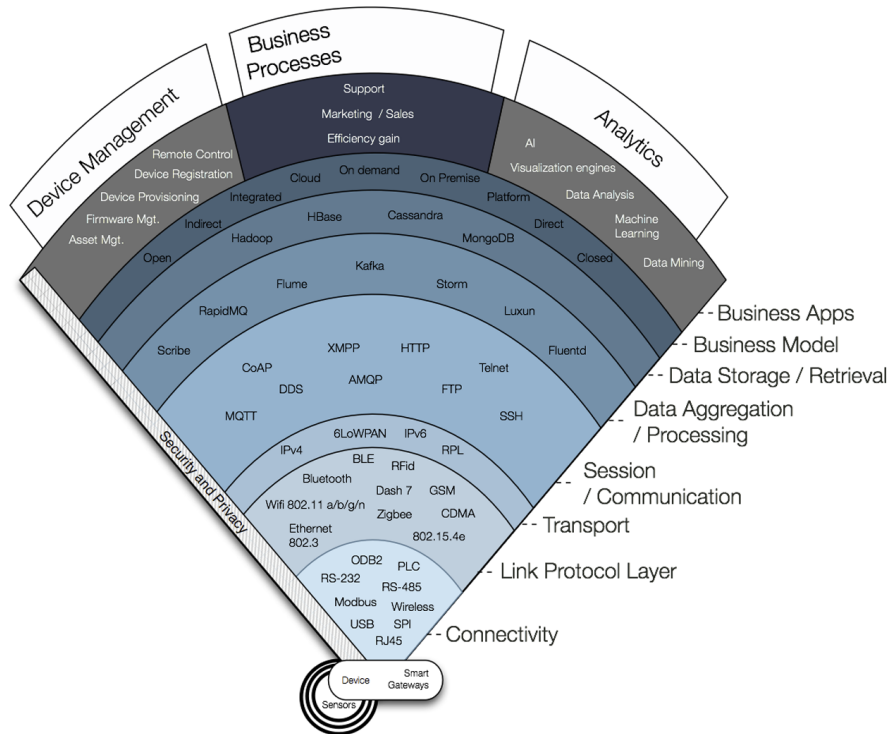 Business
Processes
Device Management
Analytics
Support
Marketing / Sales
Efficiency gain
Remote Control
Device Registration
Device Provisioning
Firmware Mgt.
Asset Mgt.
AI
Visualization engines
Data Analysis
Machine
Learning
Data Mining
Open
Indirect
Integrated
Cloud
On demand
On Premise
Platform
Direct
Closed
Hadoop
HBase
Cassandra
MongoDB
Scribe
RapidMQ
Flume
Kafka
Storm
Luxun
Fluentd
MQTT
CoAP
DDS
XMPP
AMQP
HTTP
FTP
Telnet
SSH
IPv4
6LoWPAN
IPv6
RPL
BLE
RFid
Bluetooth
Dash 7
GSM
Wifi 802.11 a/b/g/n
Zigbee
CDMA
Ethernet
802.3
802.15.4e
ODB2
PLC
RS-232
RS-485
Modbus
Wireless
USB
SPI
RJ45
Security and Privacy
Business Apps
Business Model
Data Storage / Retrieval
Data Aggregation
/ Processing
Session
/ Communication
Transport
Link Protocol Layer
Connectivity
Device
Smart
Gateways
Sensors